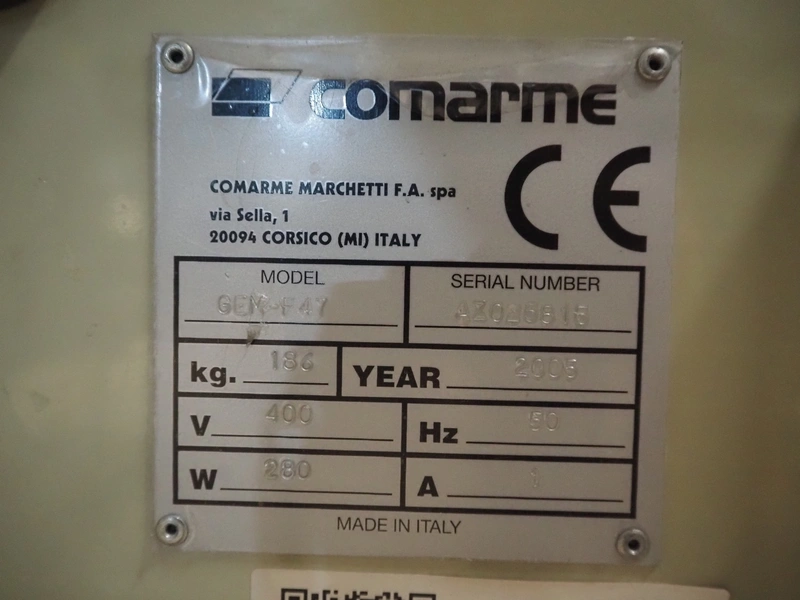 comarme
CE
COMARME MARCHETTI F.A. spa
via Sella, 1
20094 CORSICO (MI) ITALY
MODEL
GEM-F47
SERIAL NUMBER
kg. 186
YEAR 2005
V 400
Hz 50
W 280
A 1
MADE IN ITALY